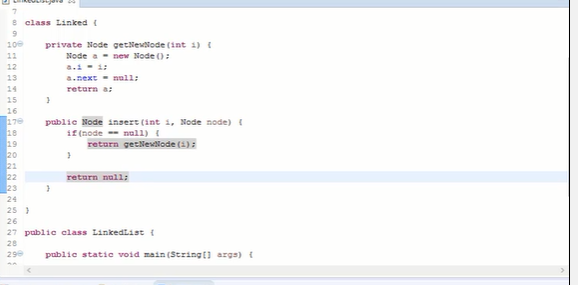 LinkedList.java
7
8 class Linked {
9
10 private Node getNewNode(int i) {
11 Node a = new Node();
12 a.i = i;
13 a.next = null;
14 return a;
15 }
16
17 public Node insert(int i, Node node) {
18 if(node == null) {
19 return getNewNode(i);
20 }
21
22 return null;
23 }
24
25 }
26
27 public class LinkedList {
28
29 public static void main(String[] args) {